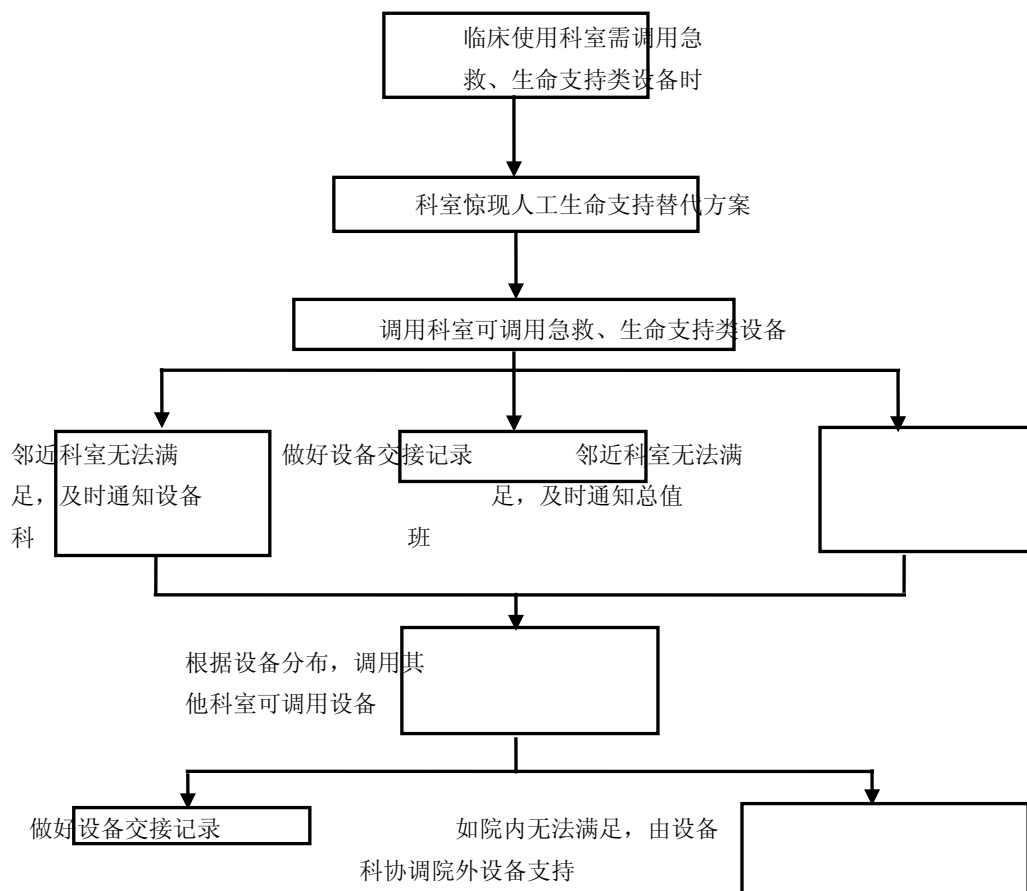 临床使用科室需调用急
救、生命支持类设备时
科室惊现人工生命支持替代方案
调用科室可调用急救、生命支持类设备
邻近科室无法满
足，及时通知设备
科
做好设备交接记录
邻近科室无法满
足，及时通知总值
班
根据设备分布，调用其
他科室可调用设备
做好设备交接记录
如院内无法满足，由设备
科协调院外设备支持